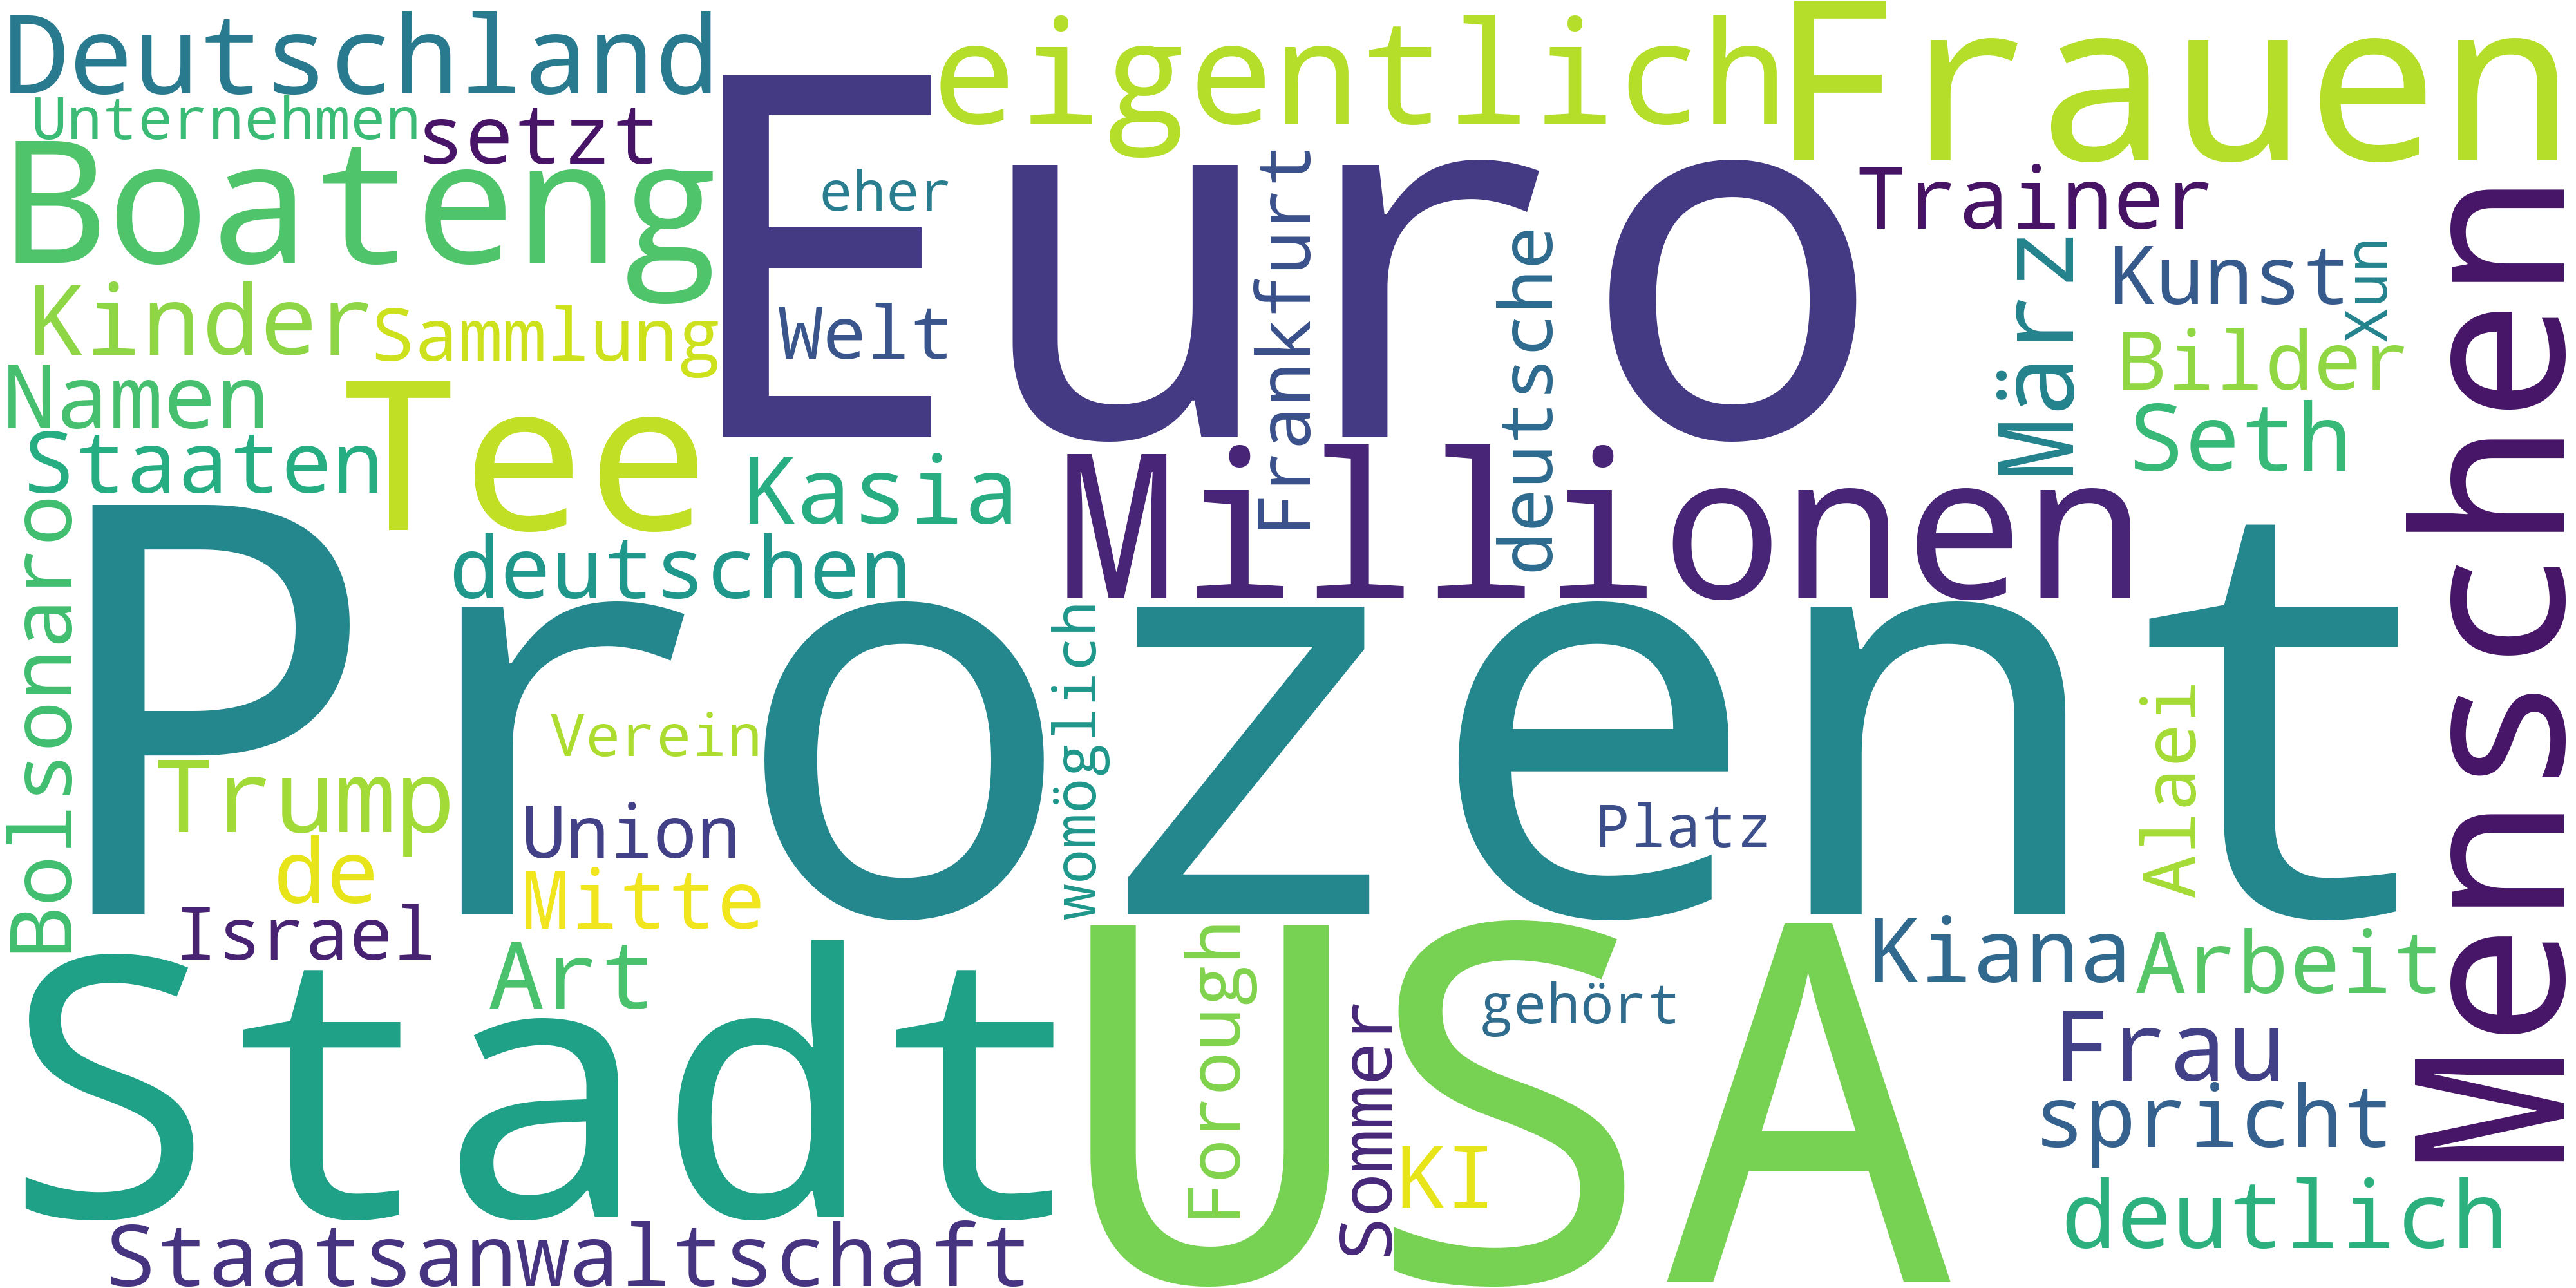 Deutschland
eigentlich
Frauen
Unternehmen
setzt
Boateng
Euro
eher
Trainer
Frankfurt
deutsche
März
Kunst
xun
Menschen
Kinder
Sammlung
Welt
Bilder
Namen
Tee
Staaten
Kasia
Millionen
Seth
deutschen
Bolsonaro
Prozent
womöglich
Verein
Alaei
Trump
Union
Platz
de
Mitte
Israel
Art
Stadt
USA
Forough
gehört
Kiana
Arbeit
Sommer
Frau
spricht
KI
deutlich
Staatsanwaltschaft